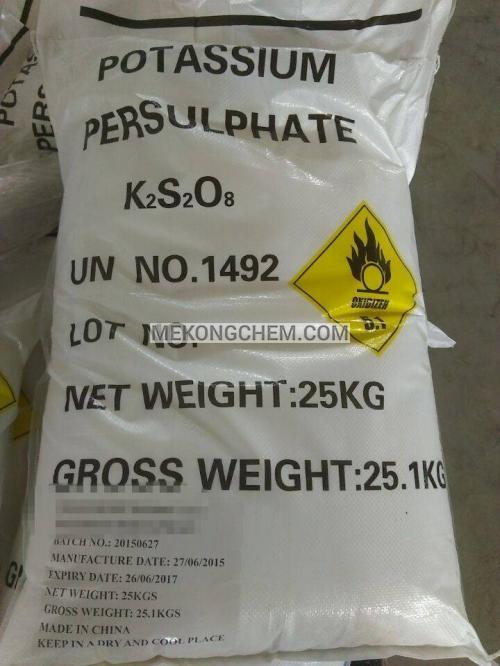 POTASSIUM
PERSULPHATE
K2S2O8
UN NO.1492
OXIGIZEN
5.1
LOT NO.
MEKONGCHEM.COM
NET WEIGHT:25KG
GROSS WEIGHT:25.1KG
BATCH NO.: 20150627
MANUFACTURE DATE: 27/06/2015
EXPIRY DATE: 26/06/2017
NET WEIGHT: 25KGS
GROSS WEIGHT: 25.1KGS
MADE IN CHINA
KEEP IN A DRY AND COOL PLACE